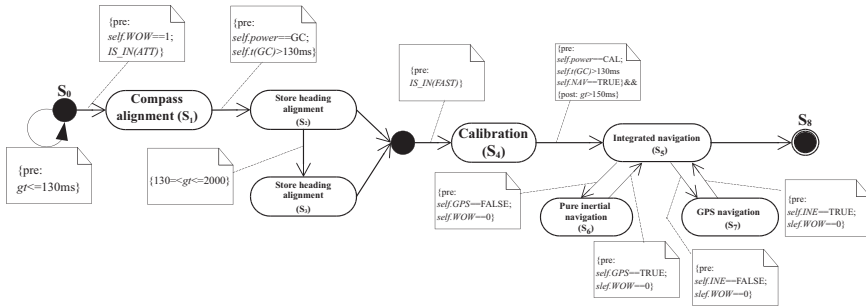 {pre:
self.WOW==1;
IS_IN(ATT)}
{pre:
self.power==GC;
self.t(GC)>130ms}
{pre:
IS_IN(FAST)}
{pre:
self.power==CAL;
self.t(GC)>130ms
self.NAV==TRUE}&&
{post: gt>150ms}
S0
Compass
alignment (S1)
Store heading
alignment
(S2)
Calibration
(S4)
Integrated navigation
(S5)
S8
{pre:
gt<=130ms}
{130=<gt<=2000}
Store heading
alignment
(S3)
{pre:
self.GPS==FALSE;
self.WOW==0}
Pure inertial
navigation
(S6)
GPS navigation
(S7)
{pre:
self.INE==TRUE;
slef.WOW==0}
{pre:
self.GPS==TRUE;
slef.WOW==0}
{pre:
self.INE==FALSE;
slef.WOW==0}